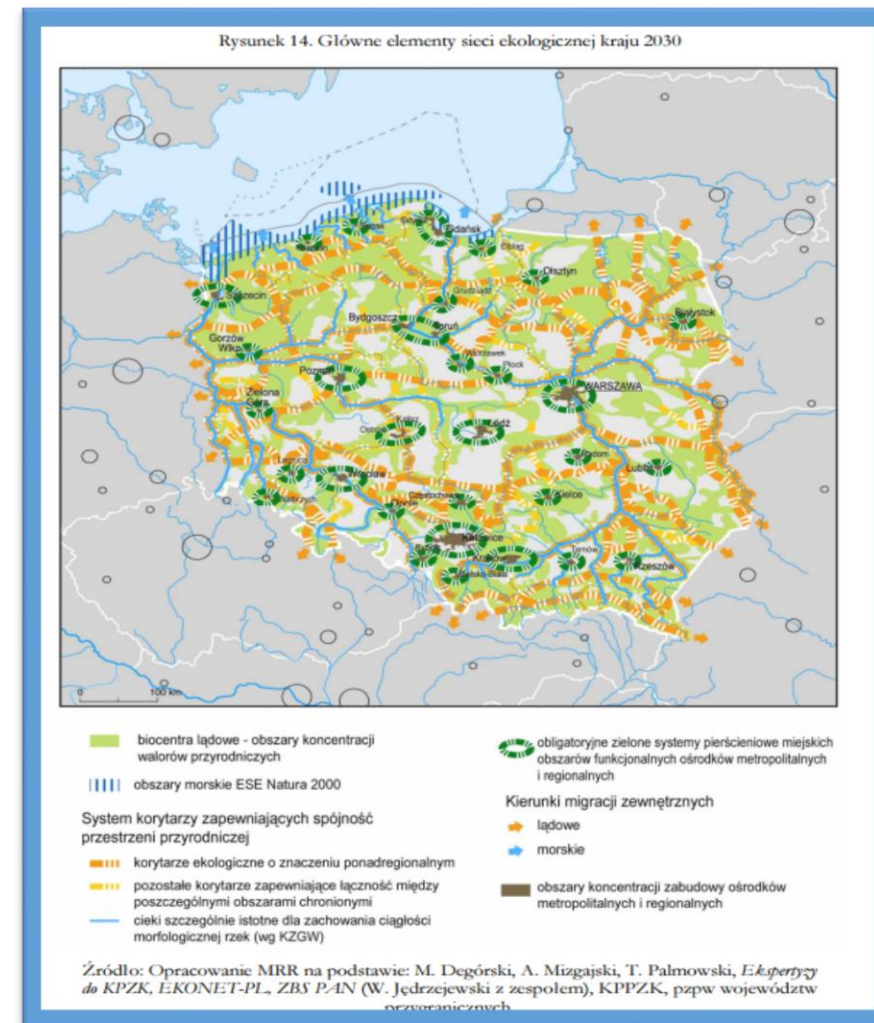 Rysunek 14. Główne elementy sieci ekologicznej kraju 2030
Gdańsk
Elbląg
Olsztyn
Szczecin
Grudziądz
Białystok
Bydgoszcz
Toruń
Gorzów
Wlkp.
Włocławek
Płock
Poznań
WARSZAWA
Zielona
Góra
Kalisz
Ostrów
Łódź
Radom
Legnica
Lublin
Wrocław
Częstochowa
Kielce
Opole
Katowice
Kraków
Tarnów
Rzeszów
Bielsko-Biała
0 100 km
biocentra lądowe - obszary koncentracji
walorów przyrodniczych
obszary morskie ESE Natura 2000
System korytarzy zapewniających spójność
przestrzeni przyrodniczej
korytarze ekologiczne o znaczeniu ponadregionalnym
pozostałe korytarze zapewniające łączność między
poszczególnymi obszarami chronionymi
cieki szczególnie istotne dla zachowania ciągłości
morfologicznej rzek (wg KZGW)
obligatoryjne zielone systemy pierścieniowe miejskich
obszarów funkcjonalnych ośrodków metropolitalnych
i regionalnych
Kierunki migracji zewnętrznych
lądowe
morskie
obszary koncentracji zabudowy ośrodków
metropolitalnych i regionalnych
Źródło: Opracowanie MRR na podstawie: M. Degórski, A. Mizgajski, T. Palmowski, Ekspertyzy
do KPZK, EKONET-PL, ZBS PAN (W. Jędrzejewski z zespołem), KPPZK, pzpw województw
przygranicznych